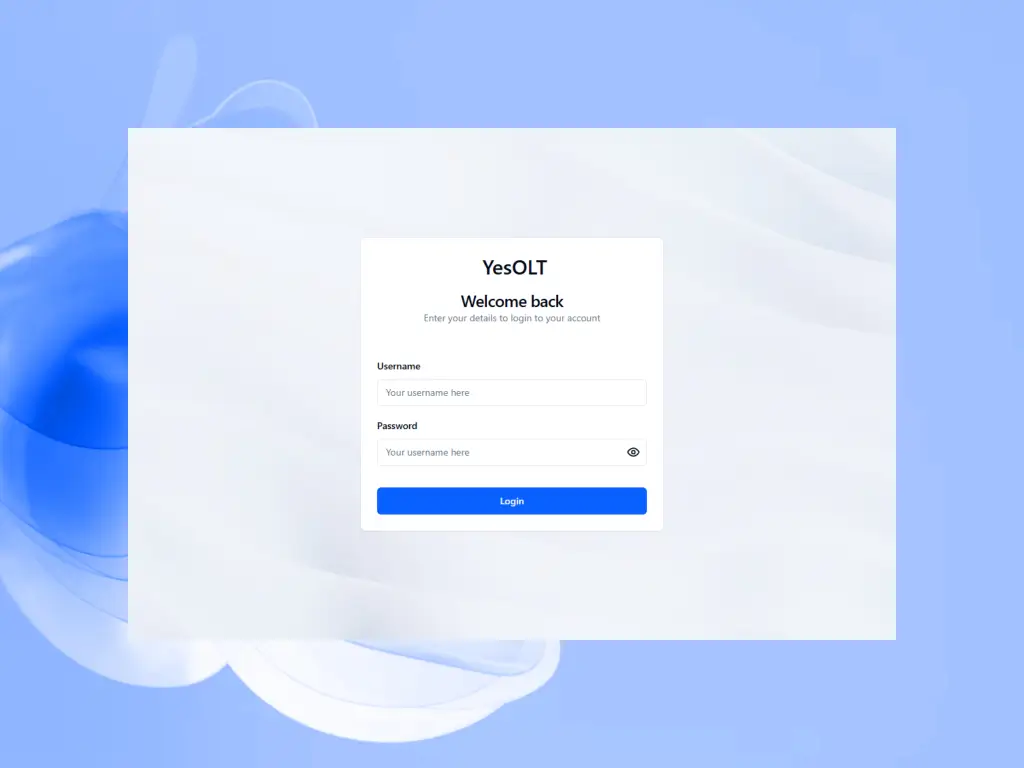 YesOLT
Welcome back
Enter your details to login to your account
Username
Your username here
Password
Your username here
Login